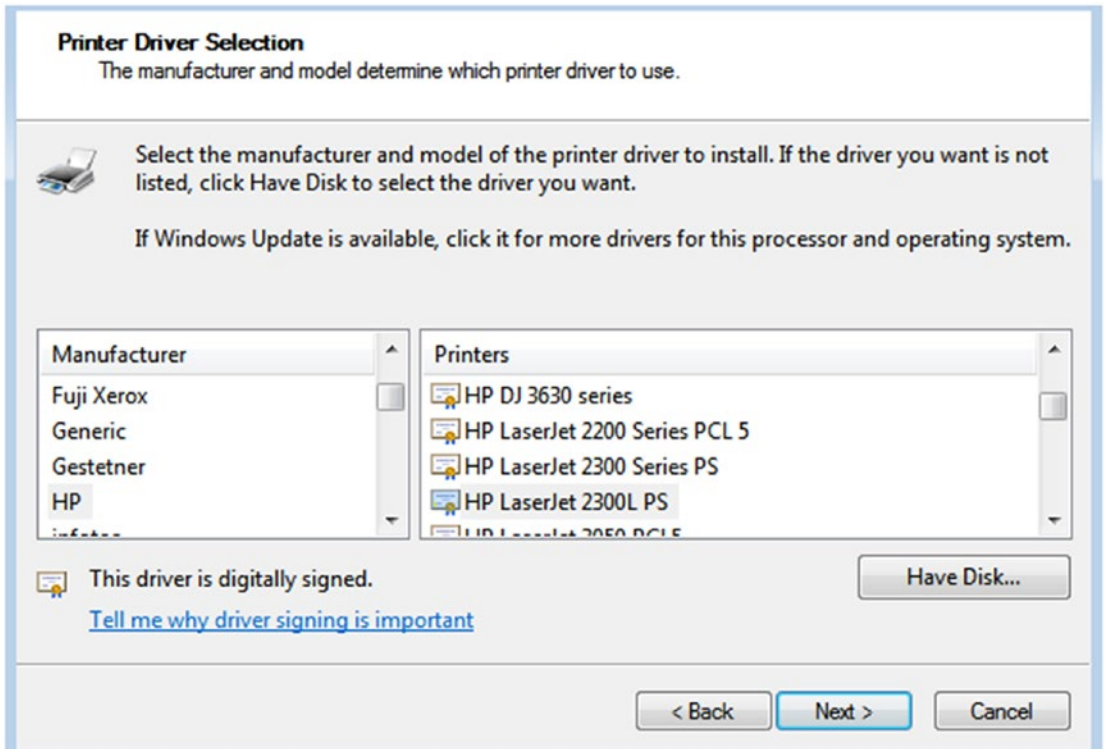 Printer Driver Selection
The manufacturer and model determine which printer driver to use.
Select the manufacturer and model of the printer driver to install. If the driver you want is not
listed, click Have Disk to select the driver you want.
If Windows Update is available, click it for more drivers for this processor and operating system.
Manufacturer
Fuji Xerox
Generic
Gestetner
HP
Printers
HP DJ 3630 series
HP LaserJet 2200 Series PCL 5
HP LaserJet 2300 Series PS
HP LaserJet 2300L PS
This driver is digitally signed.
Tell me why driver signing is important
Have Disk...
< Back
Next >
Cancel